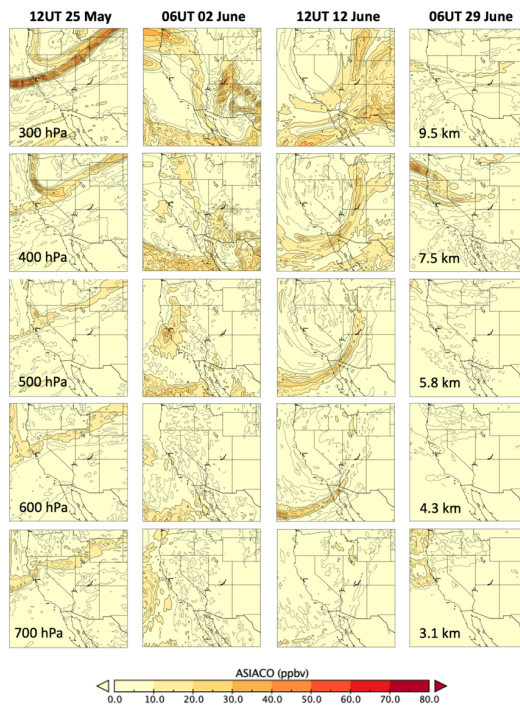 12UT 25 May 06UT 02 June 12UT 12 June 06UT 29 June
300 hPa 9.5 km
400 hPa 7.5 km
500 hPa 5.8 km
600 hPa 4.3 km
700 hPa 3.1 km
ASIACO (ppbv)
0.0 10.0 20.0 30.0 40.0 50.0 60.0 70.0 80.0